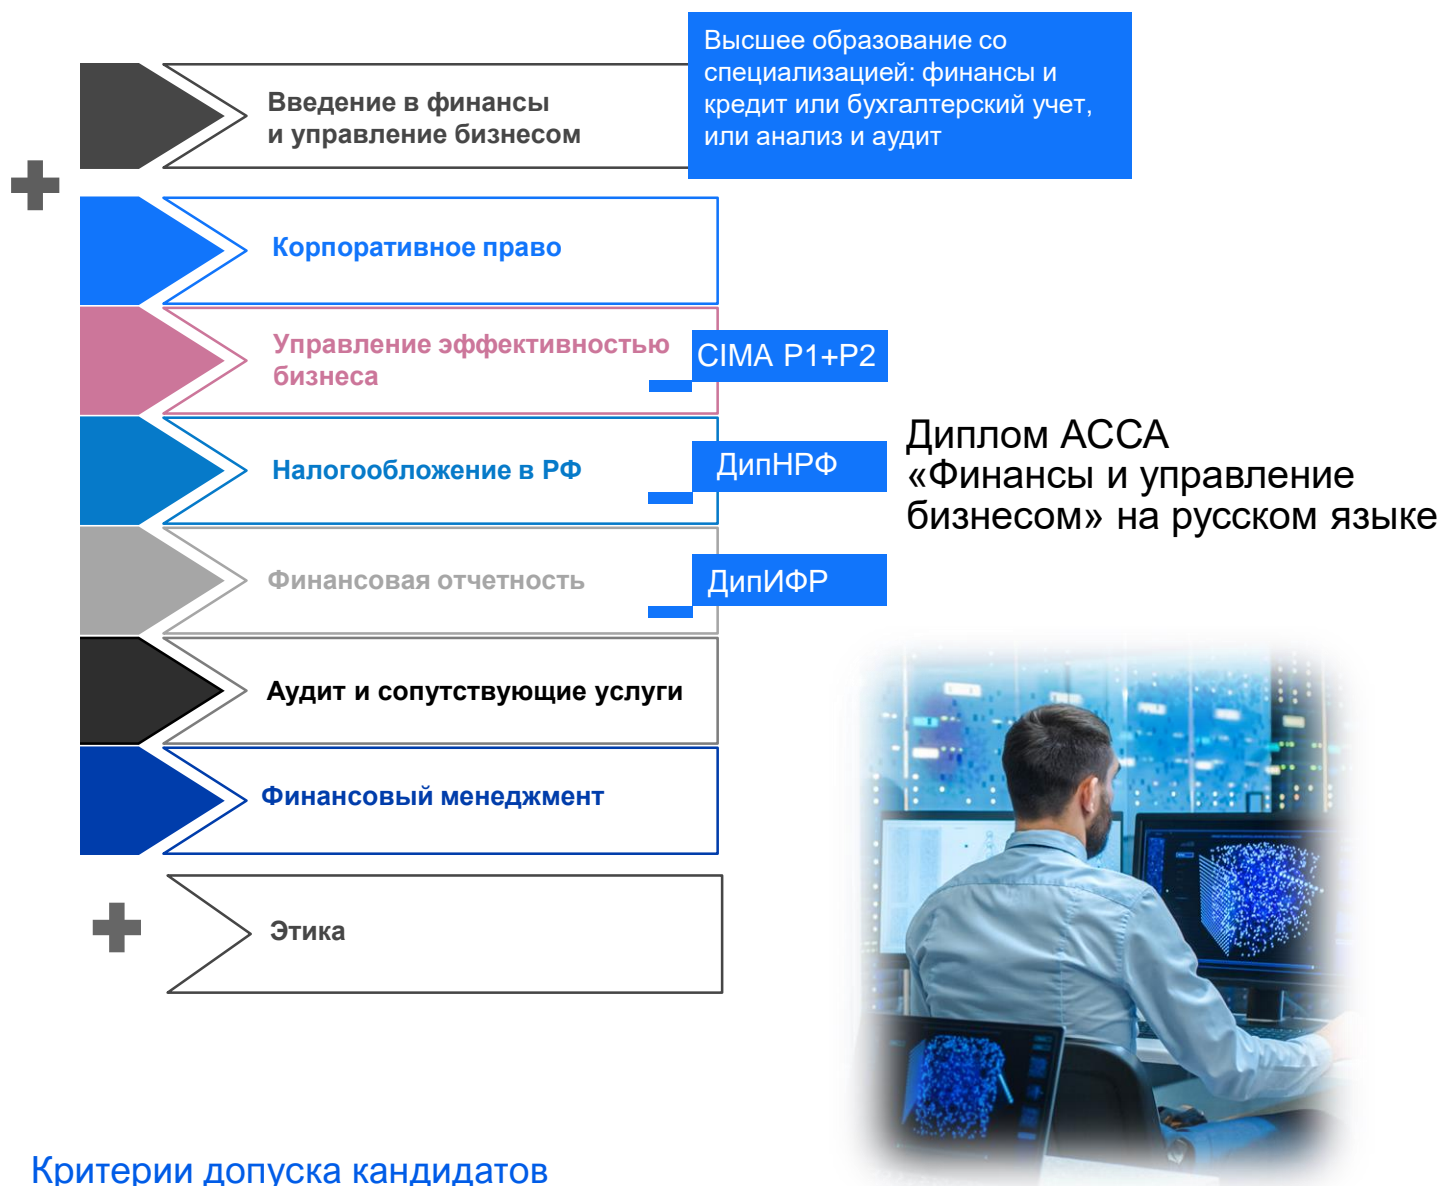 Высшее образование со
специализацией: финансы и
кредит или бухгалтерский учет,
или анализ и аудит
Введение в финансы
и управление бизнесом
Корпоративное право
Управление эффективностью
бизнеса
CIMA P1+P2
Налогообложение в РФ
ДипНРФ
Диплом АССА
«Финансы и управление
бизнесом» на русском языке
Финансовая отчетность
ДипИФР
Аудит и сопутствующие услуги
Финансовый менеджмент
Этика
Критерии допуска кандидатов